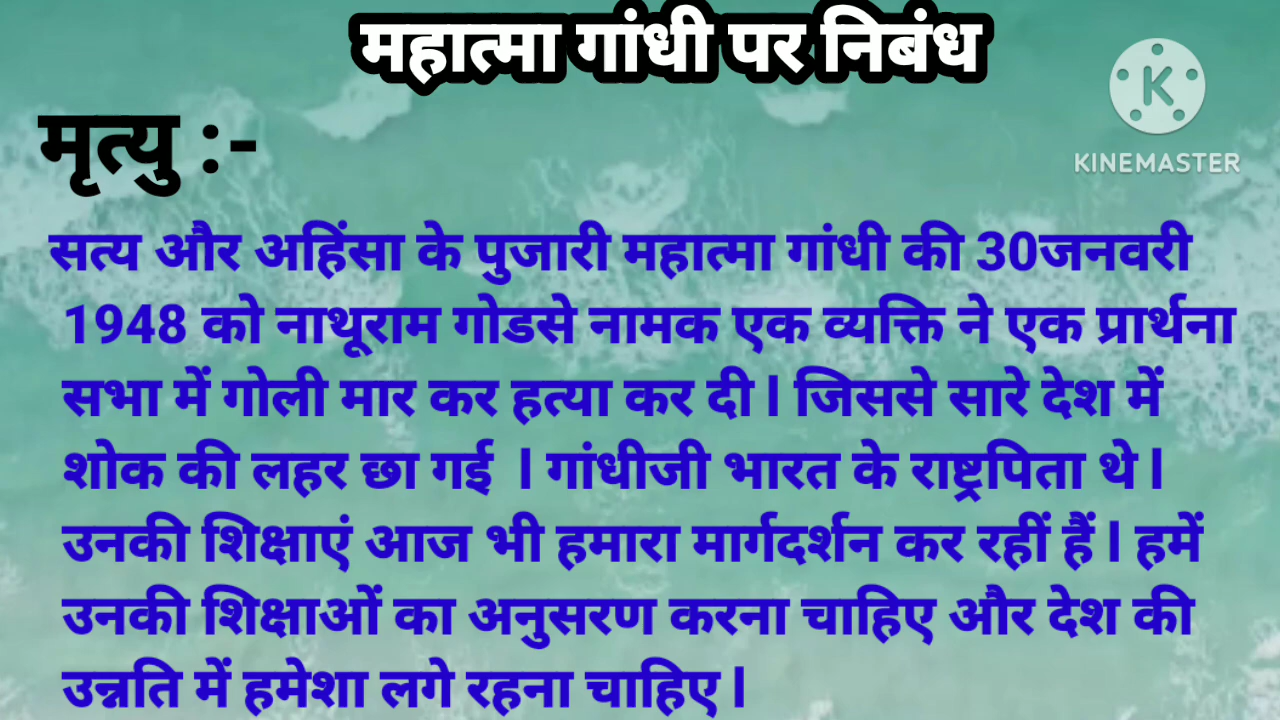 महात्मा गांधी पर निबंध
K
KINEMASTER
मृत्यु :-
सत्य और अहिंसा के पुजारी महात्मा गांधी की 30जनवरी
1948 को नाथूराम गोडसे नामक एक व्यक्ति ने एक प्रार्थना
सभा में गोली मार कर हत्या कर दी l जिससे सारे देश में
शोक की लहर छा गई l गांधीजी भारत के राष्ट्रपिता थे l
उनकी शिक्षाएं आज भी हमारा मार्गदर्शन कर रहीं हैं l हमें
उनकी शिक्षाओं का अनुसरण करना चाहिए और देश की
उन्नति में हमेशा लगे रहना चाहिए l